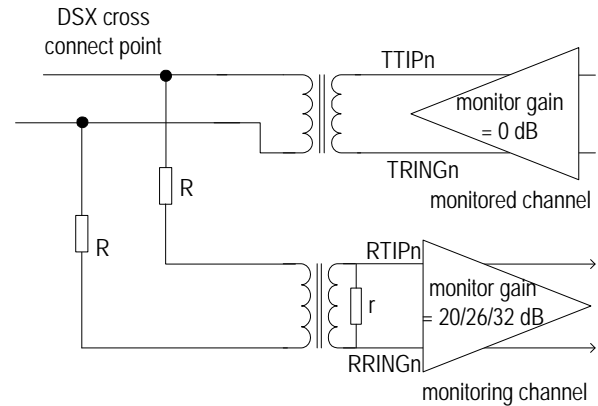 DSX cross
connect point
TTIPn
monitor gain
= 0 dB
TRINGn
monitored channel
R
R
RTIPn
monitor gain
= 20/26/32 dB
r
RRINGn
monitoring channel